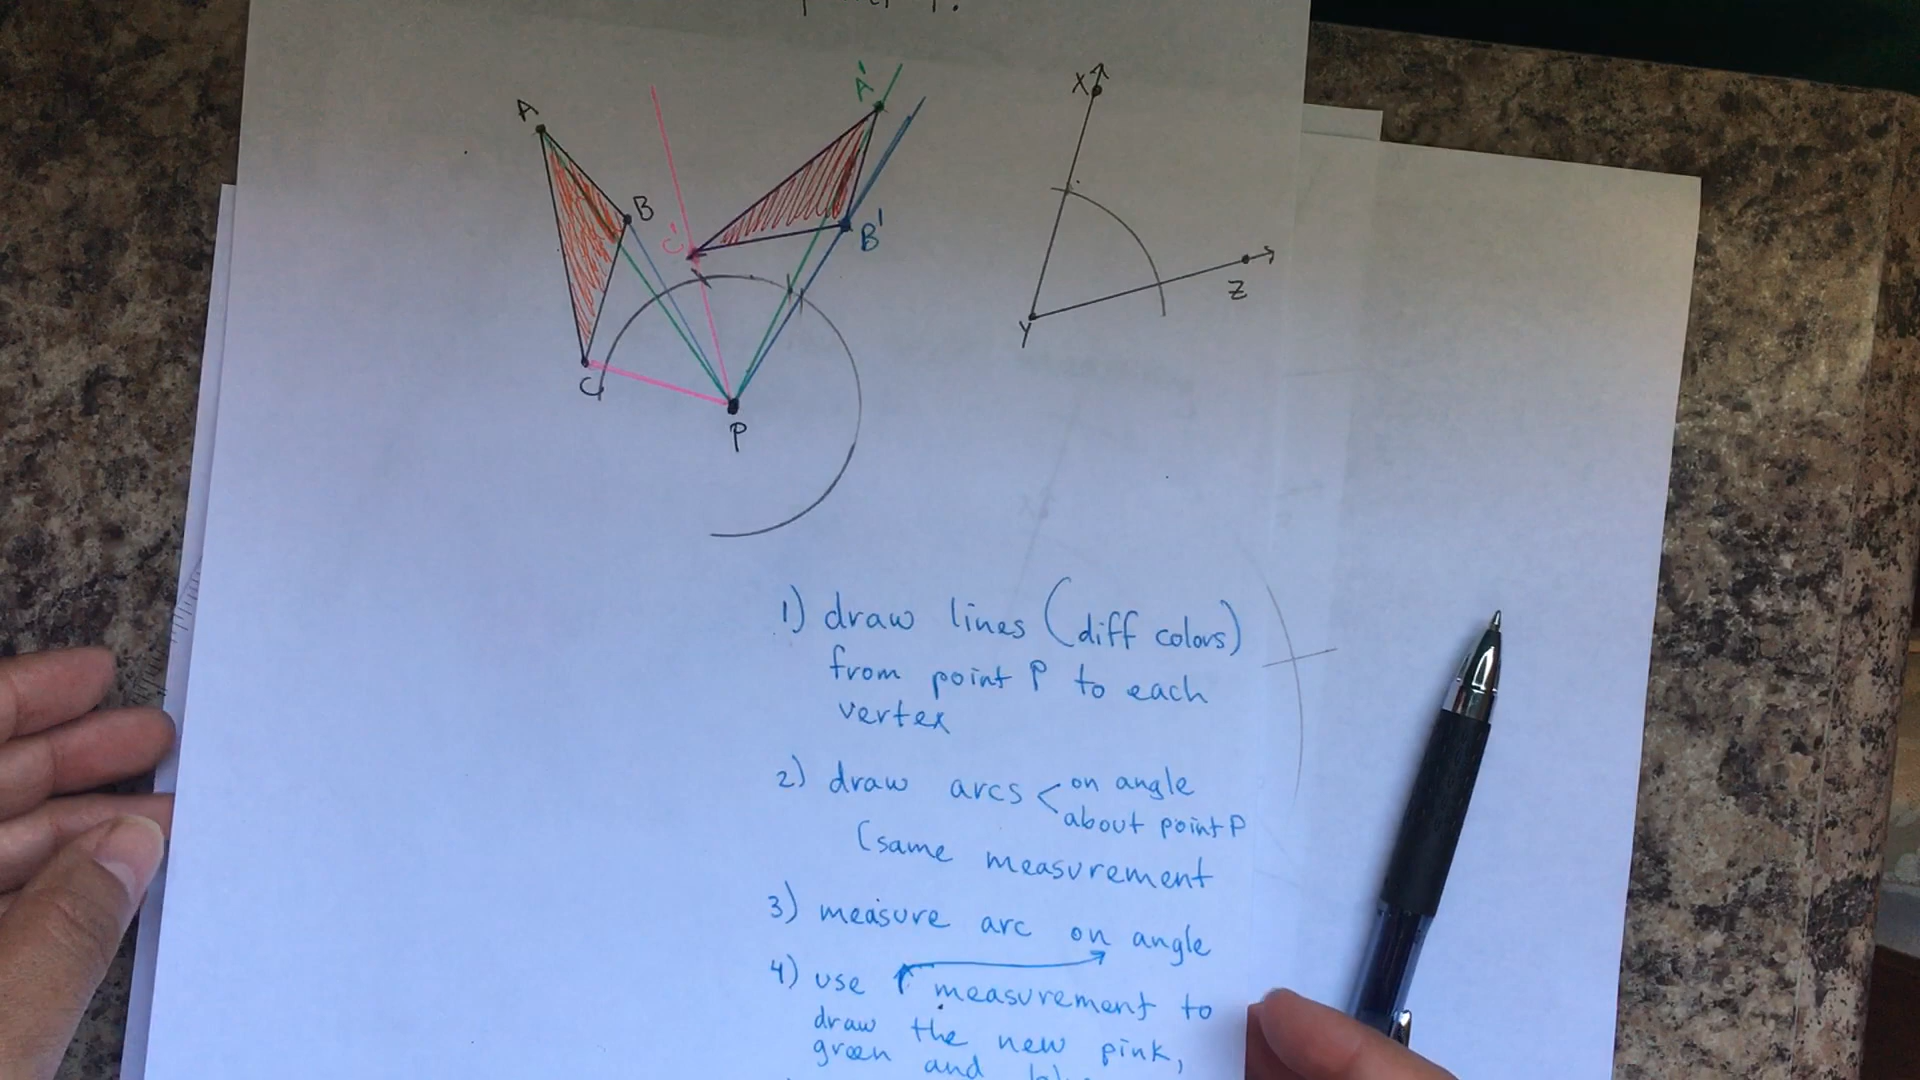 P.
A
B
C
A'
B'
C'
P
X
Y
Z
1) draw lines (diff colors)
from point P to each
vertex
2) draw arcs < on angle
about point P
(same measurement
3) measure arc on angle
4) use measurement to
draw the new pink,
green and